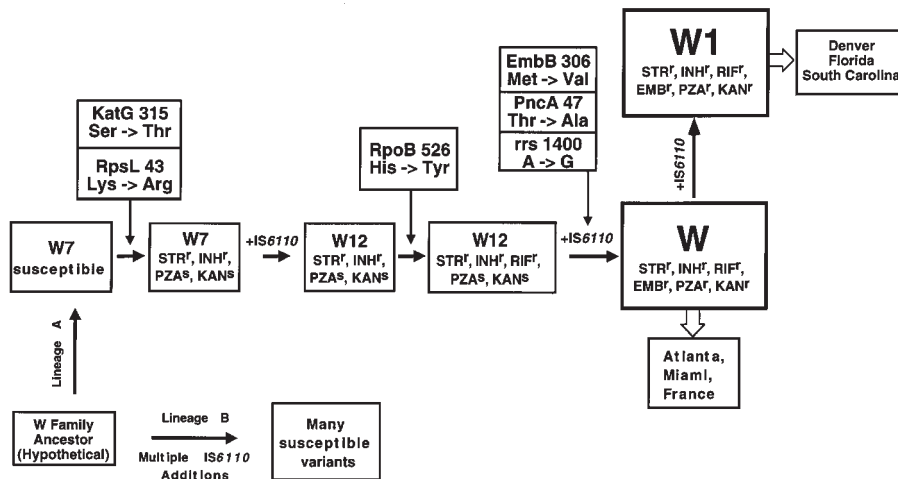 KatG 315
Ser -> Thr
RpsL 43
Lys -> Arg
RpoB 526
His -> Tyr
EmbB 306
Met -> Val
PncA 47
Thr -> Ala
rrs 1400
A -> G
W1
STRr, INHr, RIFr,
EMBr, PZAr, KANr
Denver
Florida
South Carolina
+IS6110
W7
susceptible
W7
STRr, INHr,
PZAs, KANs
+IS6110
W12
STRr, INHr,
PZAs, KANs
W12
STRr, INHr, RIFr,
PZAs, KANs
+IS6110
W
STRr, INHr, RIFr,
EMBr, PZAr, KANr
Atlanta,
Miami,
France
Lineage A
W Family
Ancestor
(Hypothetical)
Lineage B
Multiple IS6110
Additions
Many
susceptible
variants